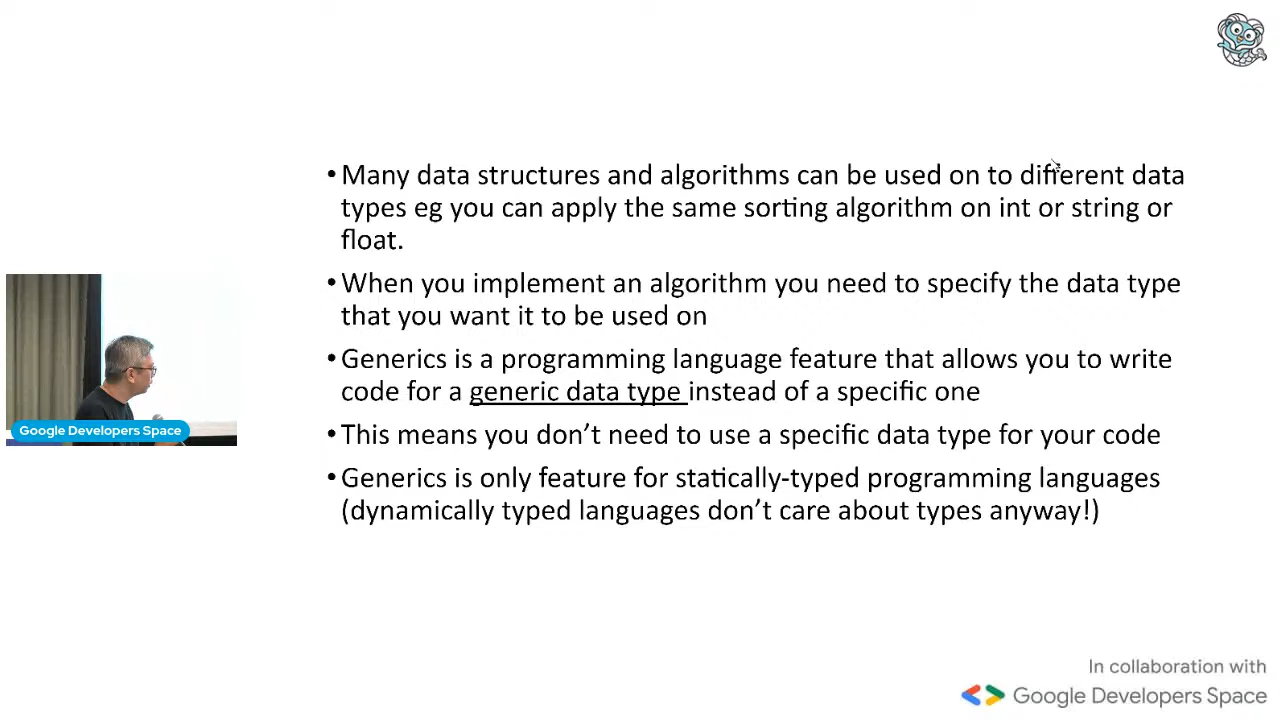 • Many data structures and algorithms can be used on to different data
types eg you can apply the same sorting algorithm on int or string or
float.
• When you implement an algorithm you need to specify the data type
that you want it to be used on
• Generics is a programming language feature that allows you to write
code for a generic data type instead of a specific one
• This means you don’t need to use a specific data type for your code
• Generics is only feature for statically-typed programming languages
(dynamically typed languages don’t care about types anyway!)
Google Developers Space
In collaboration with
Google Developers Space